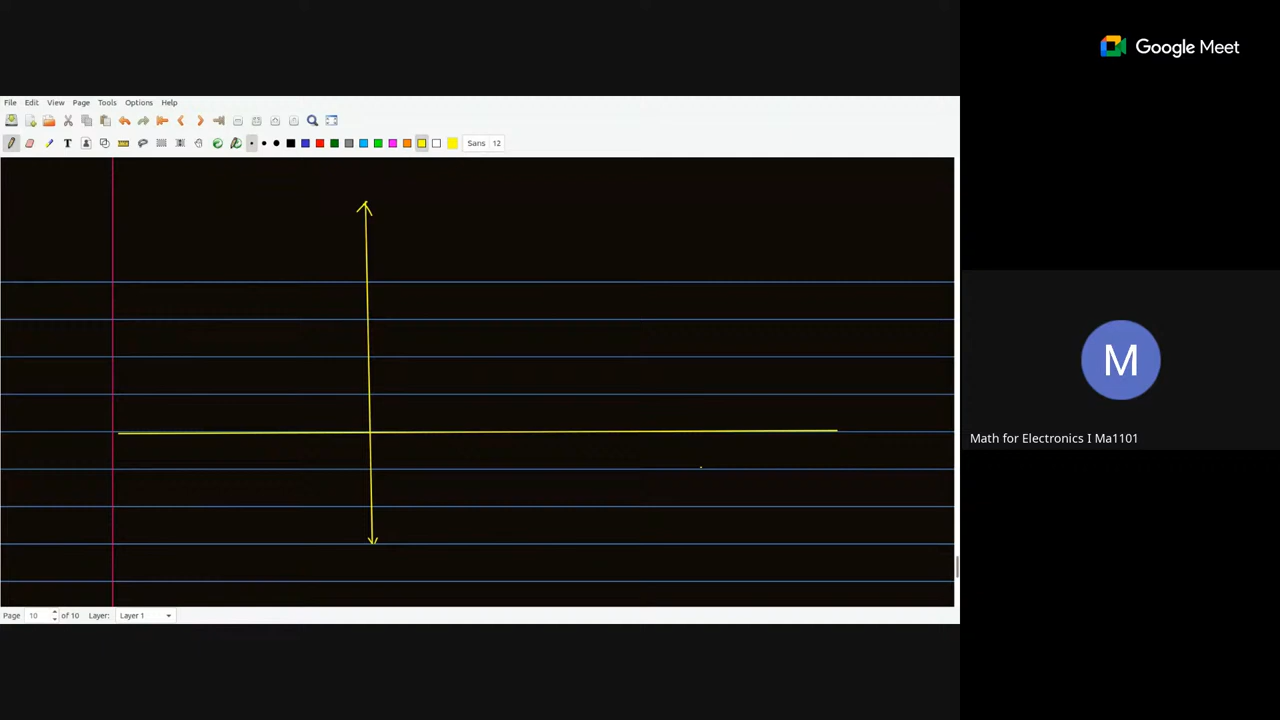 Google Meet
File Edit View Page Tools Options Help
T Sans 12
M
Math for Electronics I Ma1101
Page 10 of 10 Layer: Layer 1